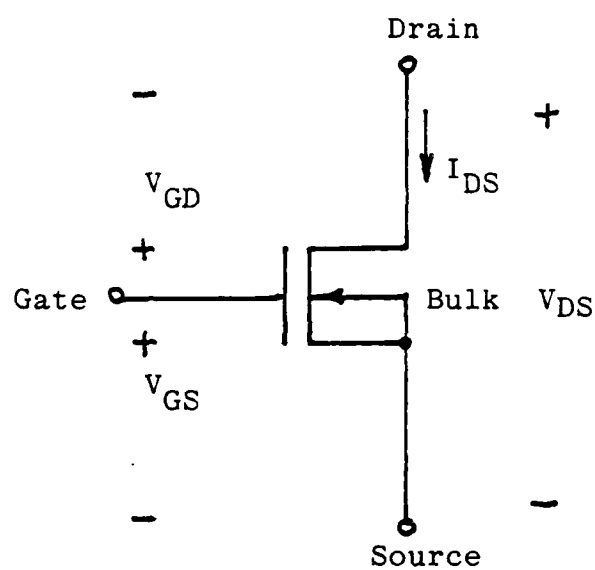 Drain
−
+
I_DS
V_GD
+
Gate
Bulk
V_DS
+
V_GS
−
−
Source